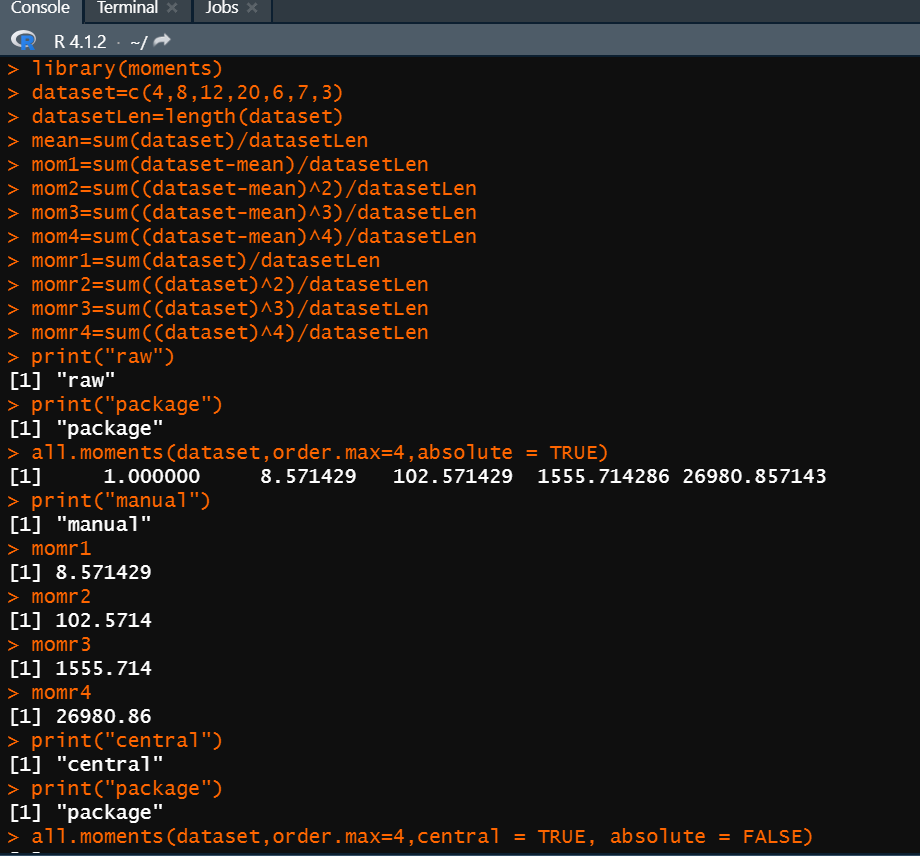 Console Terminal × Jobs ×
R R 4.1.2 · ~/
> library(moments)
> dataset=c(4,8,12,20,6,7,3)
> datasetLen=length(dataset)
> mean=sum(dataset)/datasetLen
> mom1=sum(dataset-mean)/datasetLen
> mom2=sum((dataset-mean)^2)/datasetLen
> mom3=sum((dataset-mean)^3)/datasetLen
> mom4=sum((dataset-mean)^4)/datasetLen
> momr1=sum(dataset)/datasetLen
> momr2=sum((dataset)^2)/datasetLen
> momr3=sum((dataset)^3)/datasetLen
> momr4=sum((dataset)^4)/datasetLen
> print("raw")
[1] "raw"
> print("package")
[1] "package"
> all.moments(dataset,order.max=4,absolute = TRUE)
[1]     1.000000     8.571429   102.571429  1555.714286 26980.857143
> print("manual")
[1] "manual"
> momr1
[1] 8.571429
> momr2
[1] 102.5714
> momr3
[1] 1555.714
> momr4
[1] 26980.86
> print("central")
[1] "central"
> print("package")
[1] "package"
> all.moments(dataset,order.max=4,central = TRUE, absolute = FALSE)